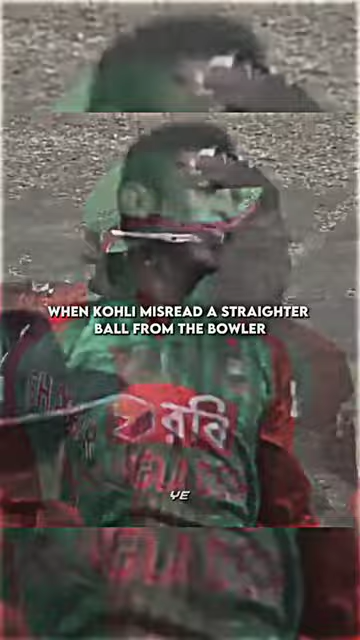 WHEN KOHLI MISREAD A STRAIGHTER
BALL FROM THE BOWLER
রবি
YE